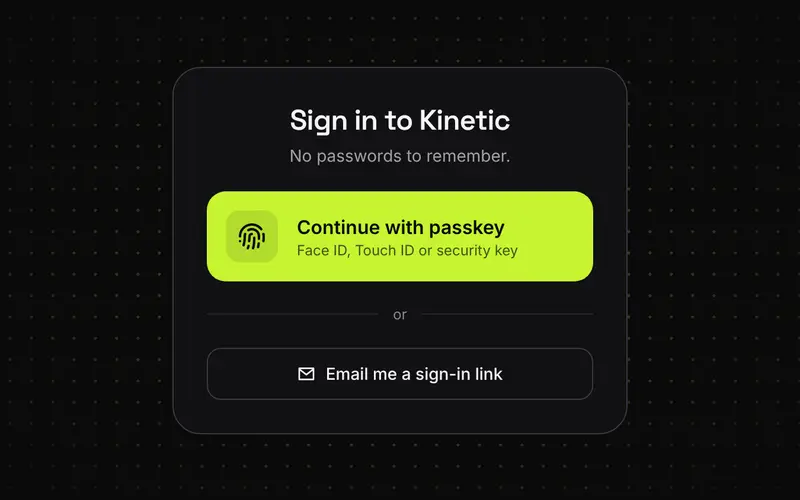 Sign in to Kinetic
No passwords to remember.
Continue with passkey
Face ID, Touch ID or security key
or
Email me a sign-in link